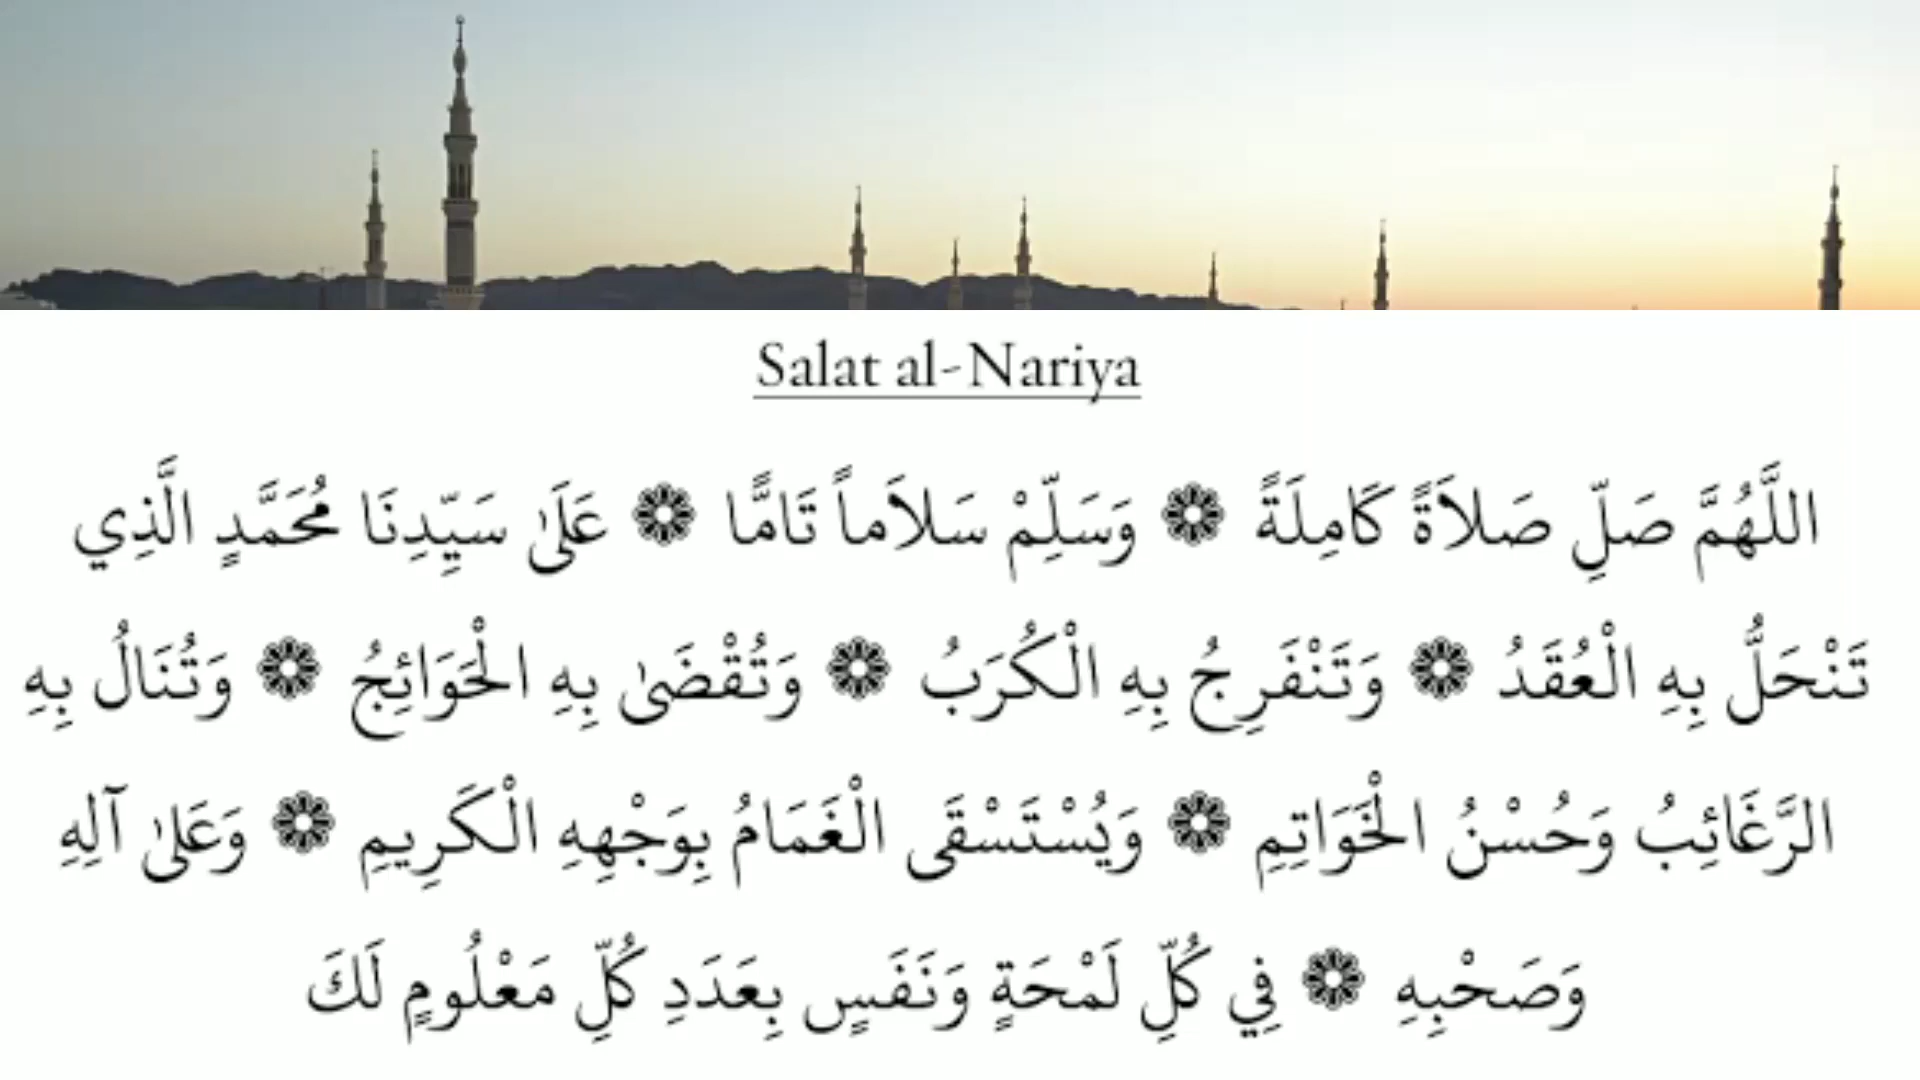 Salat al-Nariya
اللَّهُمَّ صَلِّ صَلاَةً كَامِلَةً ❁ وَسَلِّمْ سَلاَماً تَامًّا ❁ عَلَىٰ سَيِّدِنَا مُحَمَّدٍ الَّذِي
تَنْحَلُّ بِهِ الْعُقَدُ ❁ وَتَنْفَرِجُ بِهِ الْكُرَبُ ❁ وَتُقْضَىٰ بِهِ الْحَوَائِجُ ❁ وَتُنَالُ بِهِ
الرَّغَائِبُ وَحُسْنُ الْخَوَاتِمِ ❁ وَيُسْتَسْقَى الْغَمَامُ بِوَجْهِهِ الْكَرِيمِ ❁ وَعَلىٰ آلِهِ
وَصَحْبِهِ ❁ فِي كُلِّ لَمْحَةٍ وَنَفَسٍ بِعَدَدِ كُلِّ مَعْلُومٍ لَكَ